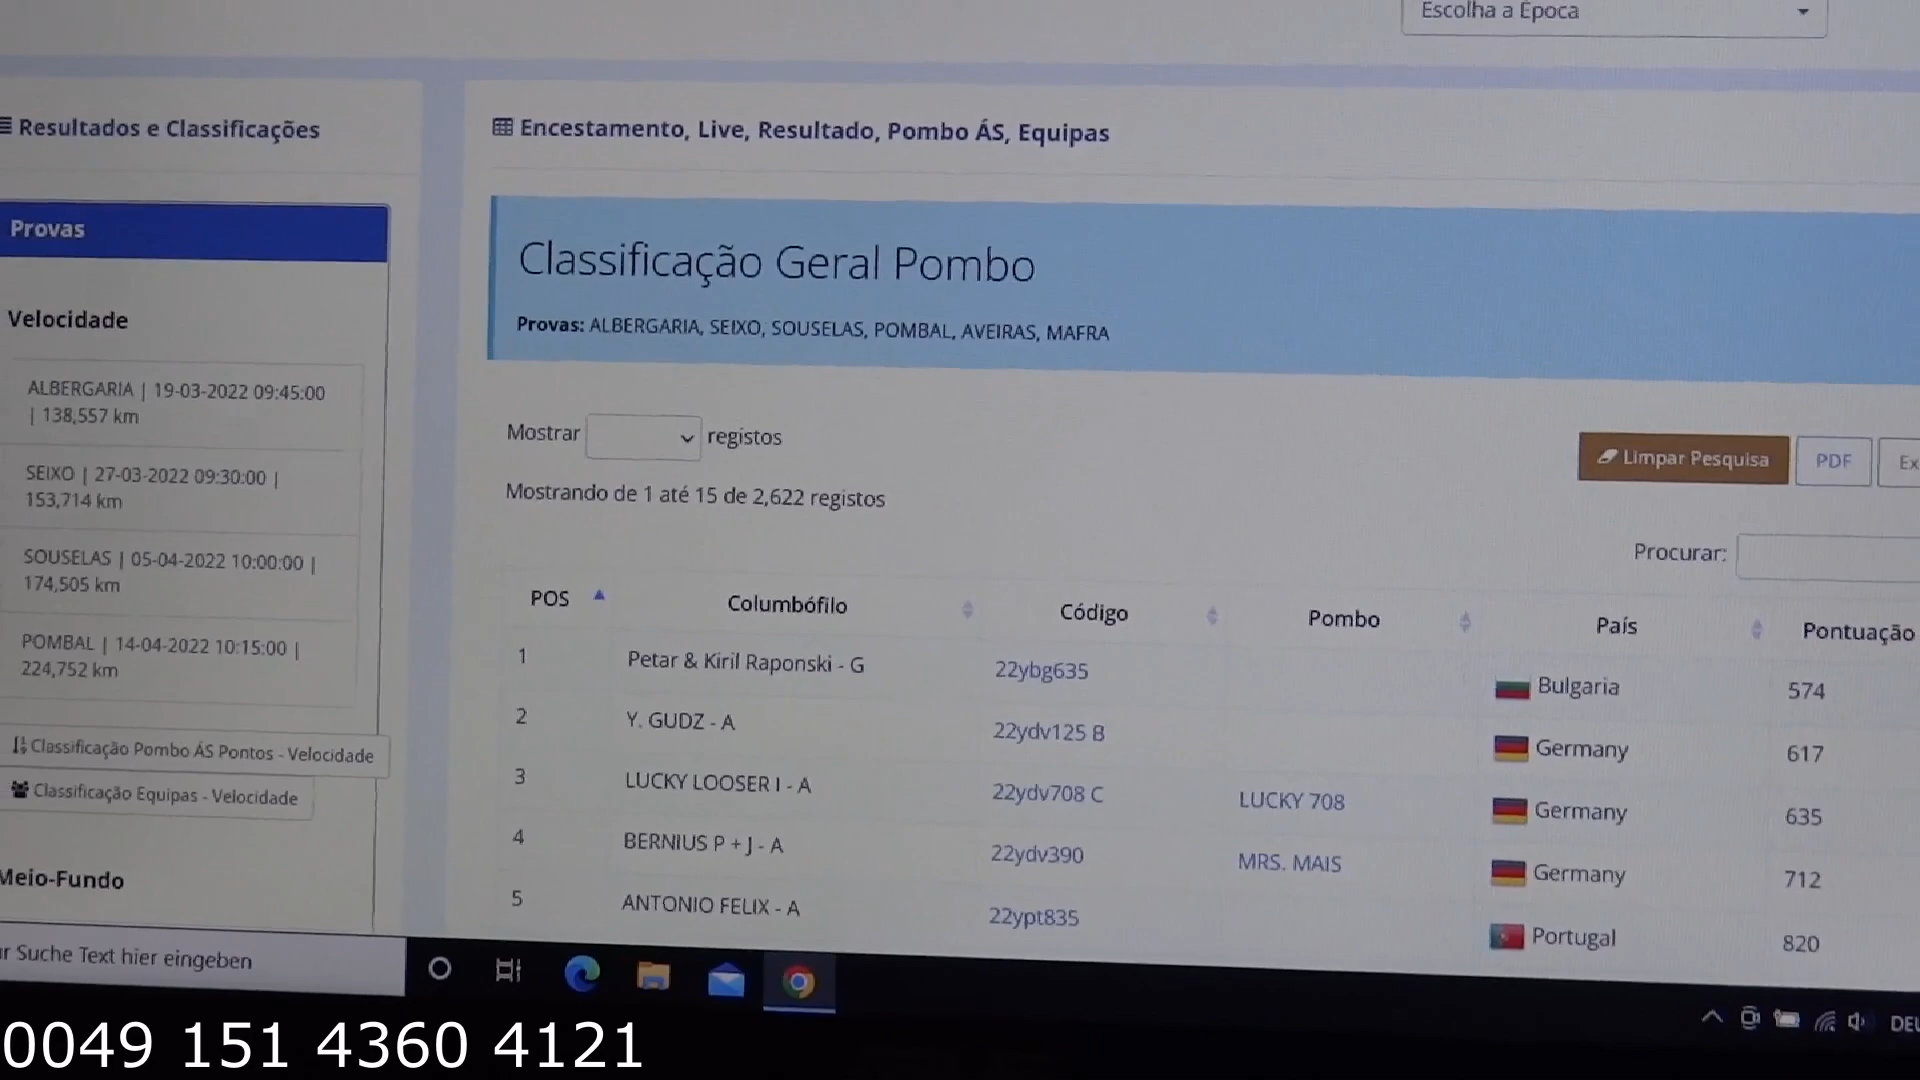 Escolha a Época
Resultados e Classificações
Encestamento, Live, Resultado, Pombo ÁS, Equipas
Provas
Classificação Geral Pombo
Provas: ALBERGARIA, SEIXO, SOUSELAS, POMBAL, AVEIRAS, MAFRA
Velocidade
ALBERGARIA | 19-03-2022 09:45:00
| 138,557 km
SEIXO | 27-03-2022 09:30:00 |
153,714 km
SOUSELAS | 05-04-2022 10:00:00 |
174,505 km
POMBAL | 14-04-2022 10:15:00 |
224,752 km
Classificação Pombo ÁS Pontos - Velocidade
Classificação Equipas - Velocidade
Meio-Fundo
Mostrar registos
Limpar Pesquisa PDF Ex
Mostrando de 1 até 15 de 2,622 registos
Procurar:
POS Columbófilo Código Pombo País Pontuação
1 Petar & Kiril Raponski - G 22ybg635 Bulgaria 574
2 Y. GUDZ - A 22ydv125 B Germany 617
3 LUCKY LOOSER I - A 22ydv708 C LUCKY 708 Germany 635
4 BERNIUS P + J - A 22ydv390 MRS. MAIS Germany 712
5 ANTONIO FELIX - A 22ypt835 Portugal 820
r Suche Text hier eingeben
DEU
0049 151 4360 4121